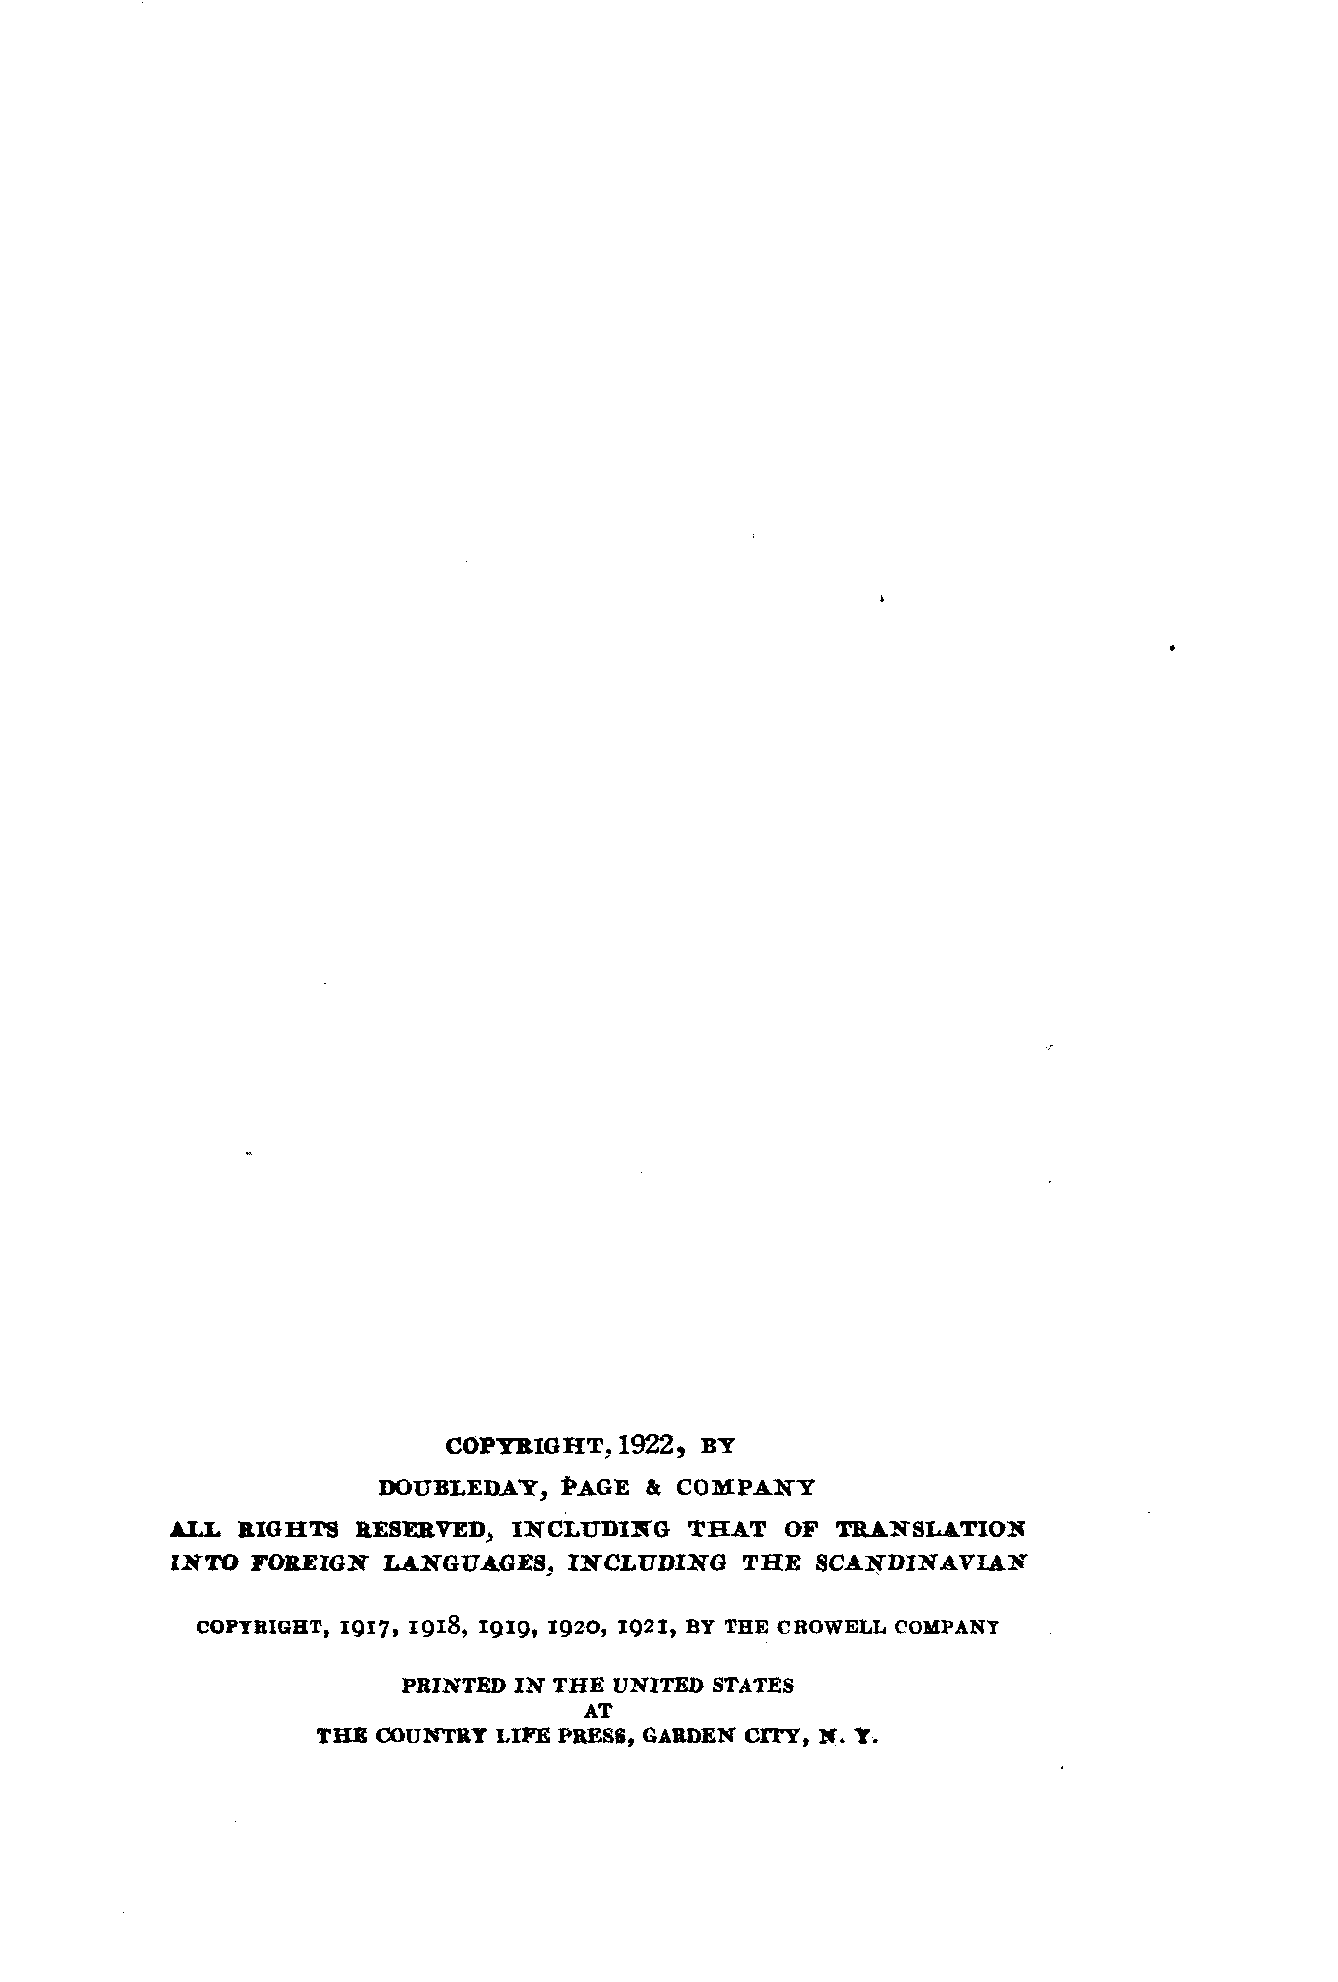 COPYRIGHT, 1922, BY
DOUBLEDAY, PAGE & COMPANY
ALL RIGHTS RESERVED, INCLUDING THAT OF TRANSLATION
INTO FOREIGN LANGUAGES, INCLUDING THE SCANDINAVIAN
COPYRIGHT, 1917, 1918, 1919, 1920, 1921, BY THE CROWELL COMPANY
PRINTED IN THE UNITED STATES
AT
THE COUNTRY LIFE PRESS, GARDEN CITY, N. Y.